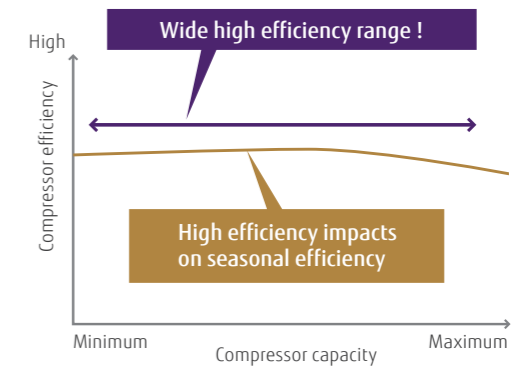 Wide high efficiency range !
High
Compressor efficiency
High efficiency impacts
on seasonal efficiency
Minimum
Maximum
Compressor capacity